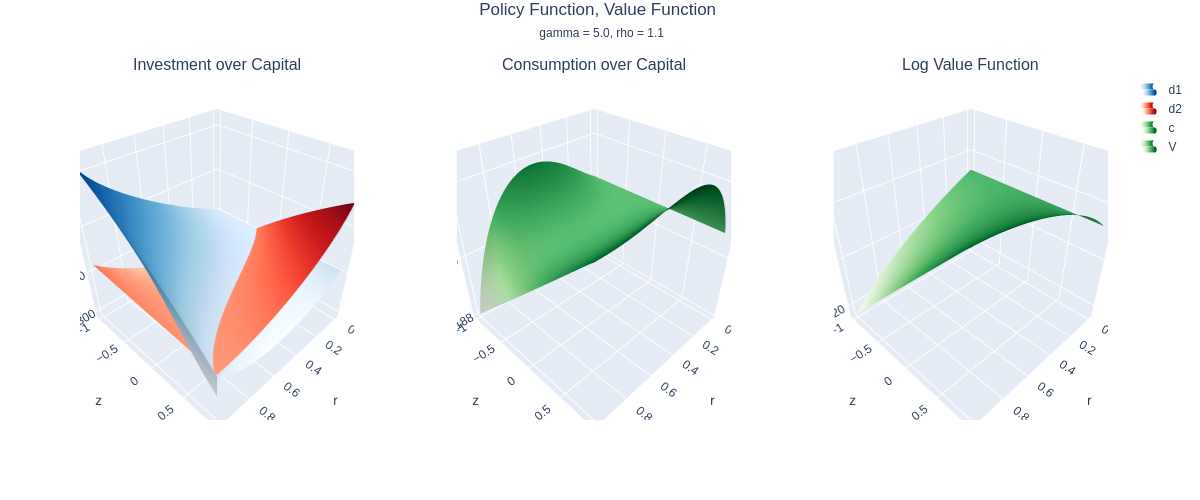 Policy Function, Value Function
gamma = 5.0, rho = 1.1
Investment over Capital
Consumption over Capital
Log Value Function
d1
d2
c
V
−1
−0.5
0
0.5
z
0
0.2
0.4
0.6
0.8
r
−1
−0.5
0
0.5
z
0
0.2
0.4
0.6
0.8
r
20
−1
−0.5
0
0.5
z
0
0.2
0.4
0.6
0.8
r